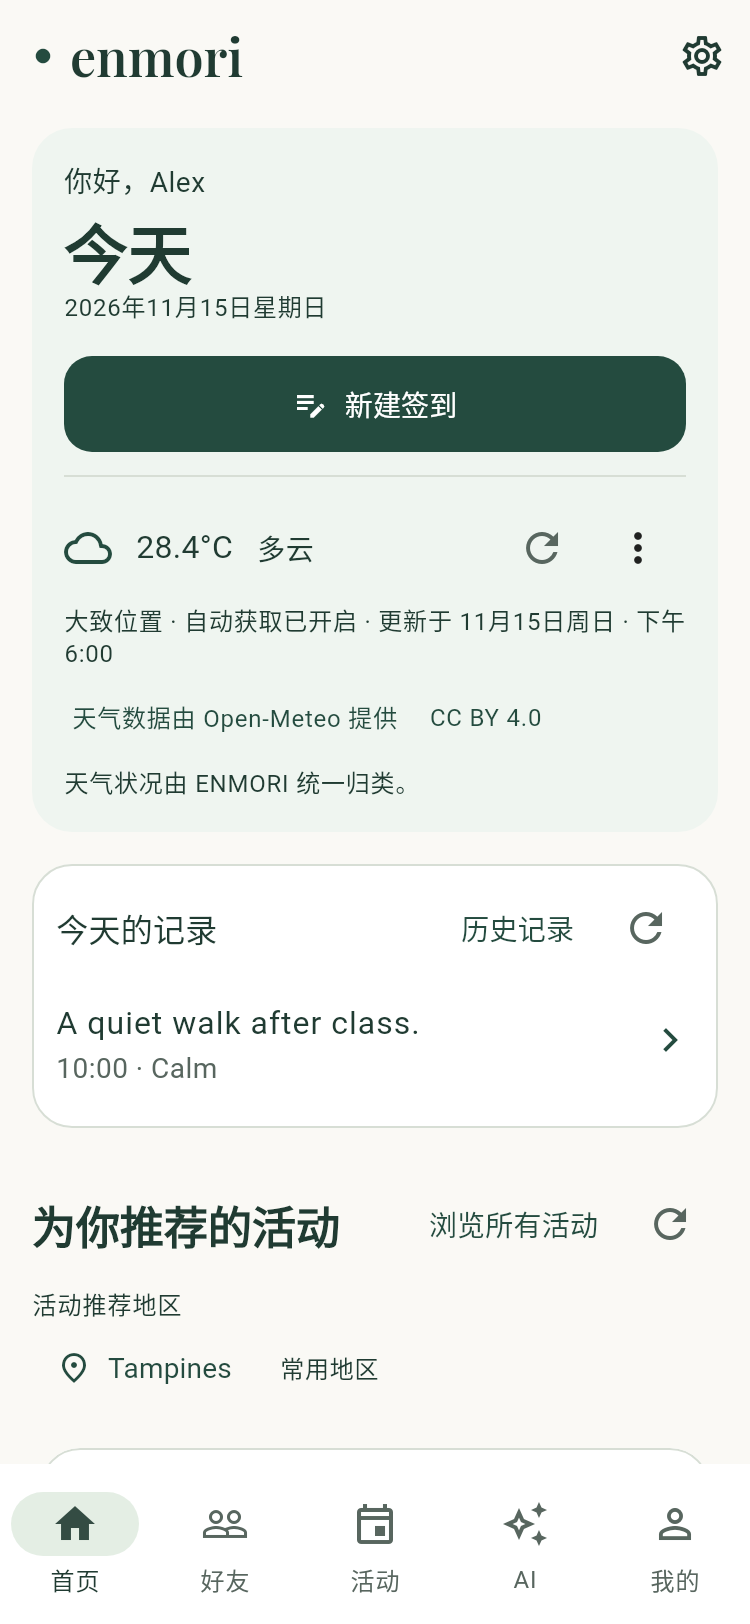 enmori
你好，Alex
今天
2026年11月15日星期日
新建签到
28.4°C 多云
大致位置 · 自动获取已开启 · 更新于 11月15日周日 · 下午
6:00
天气数据由 Open-Meteo 提供 CC BY 4.0
天气状况由 ENMORI 统一归类。
今天的记录 历史记录
A quiet walk after class.
10:00 · Calm
为你推荐的活动 浏览所有活动
活动推荐地区
Tampines 常用地区
首页 好友 活动 AI 我的